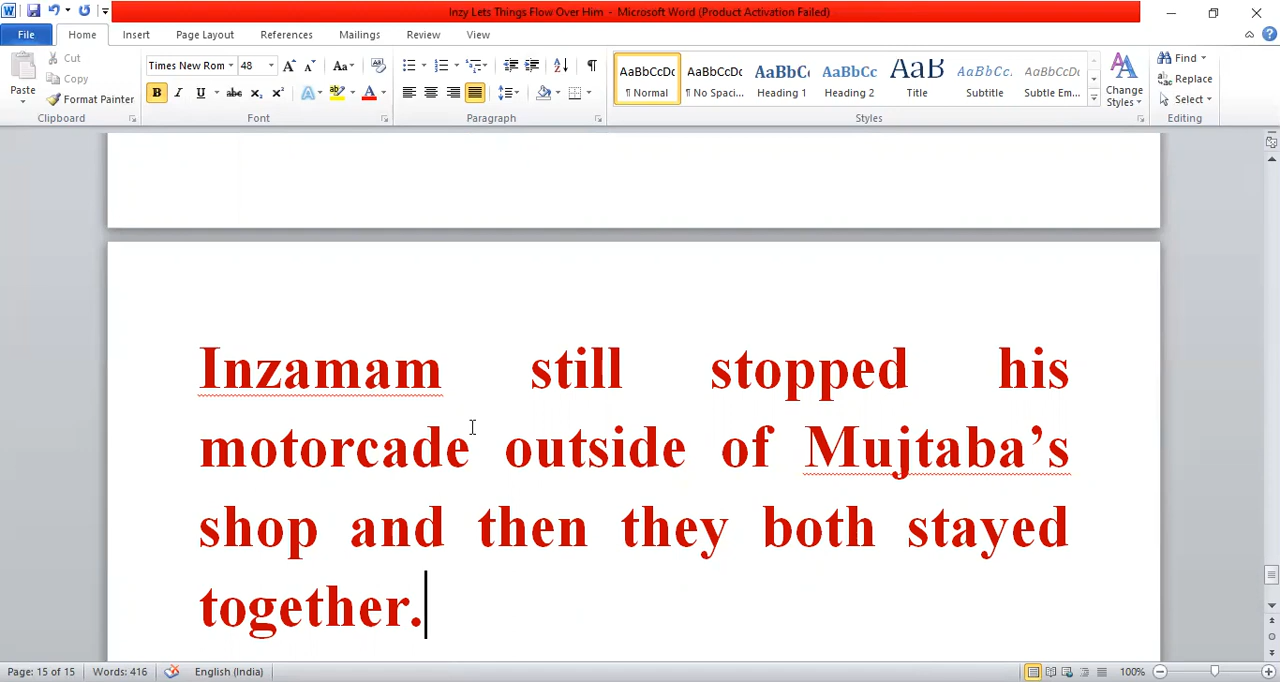 Inzy Lets Things Flow Over Him - Microsoft Word (Product Activation Failed)
File Home Insert Page Layout References Mailings Review View
Cut
Copy
Format Painter
Paste
Clipboard
Times New Rom 48
Font
Paragraph
AaBbCcDc AaBbCcDc AaBbC AaBbCc AaB AaBbCc. AaBbCcDc
¶ Normal ¶ No Spaci... Heading 1 Heading 2 Title Subtitle Subtle Em...
Change Styles
Styles
Find
Replace
Select
Editing
Inzamam still stopped his
motorcade outside of Mujtaba’s
shop and then they both stayed
together.
Page: 15 of 15 Words: 416 English (India) 100%